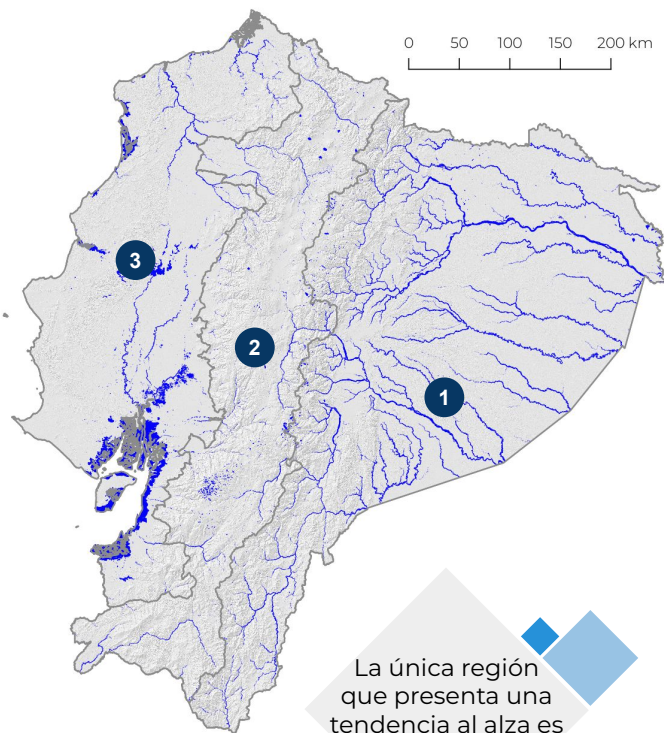 0 50 100 150 200 km
3
2
1
La única región
que presenta una
tendencia al alza es